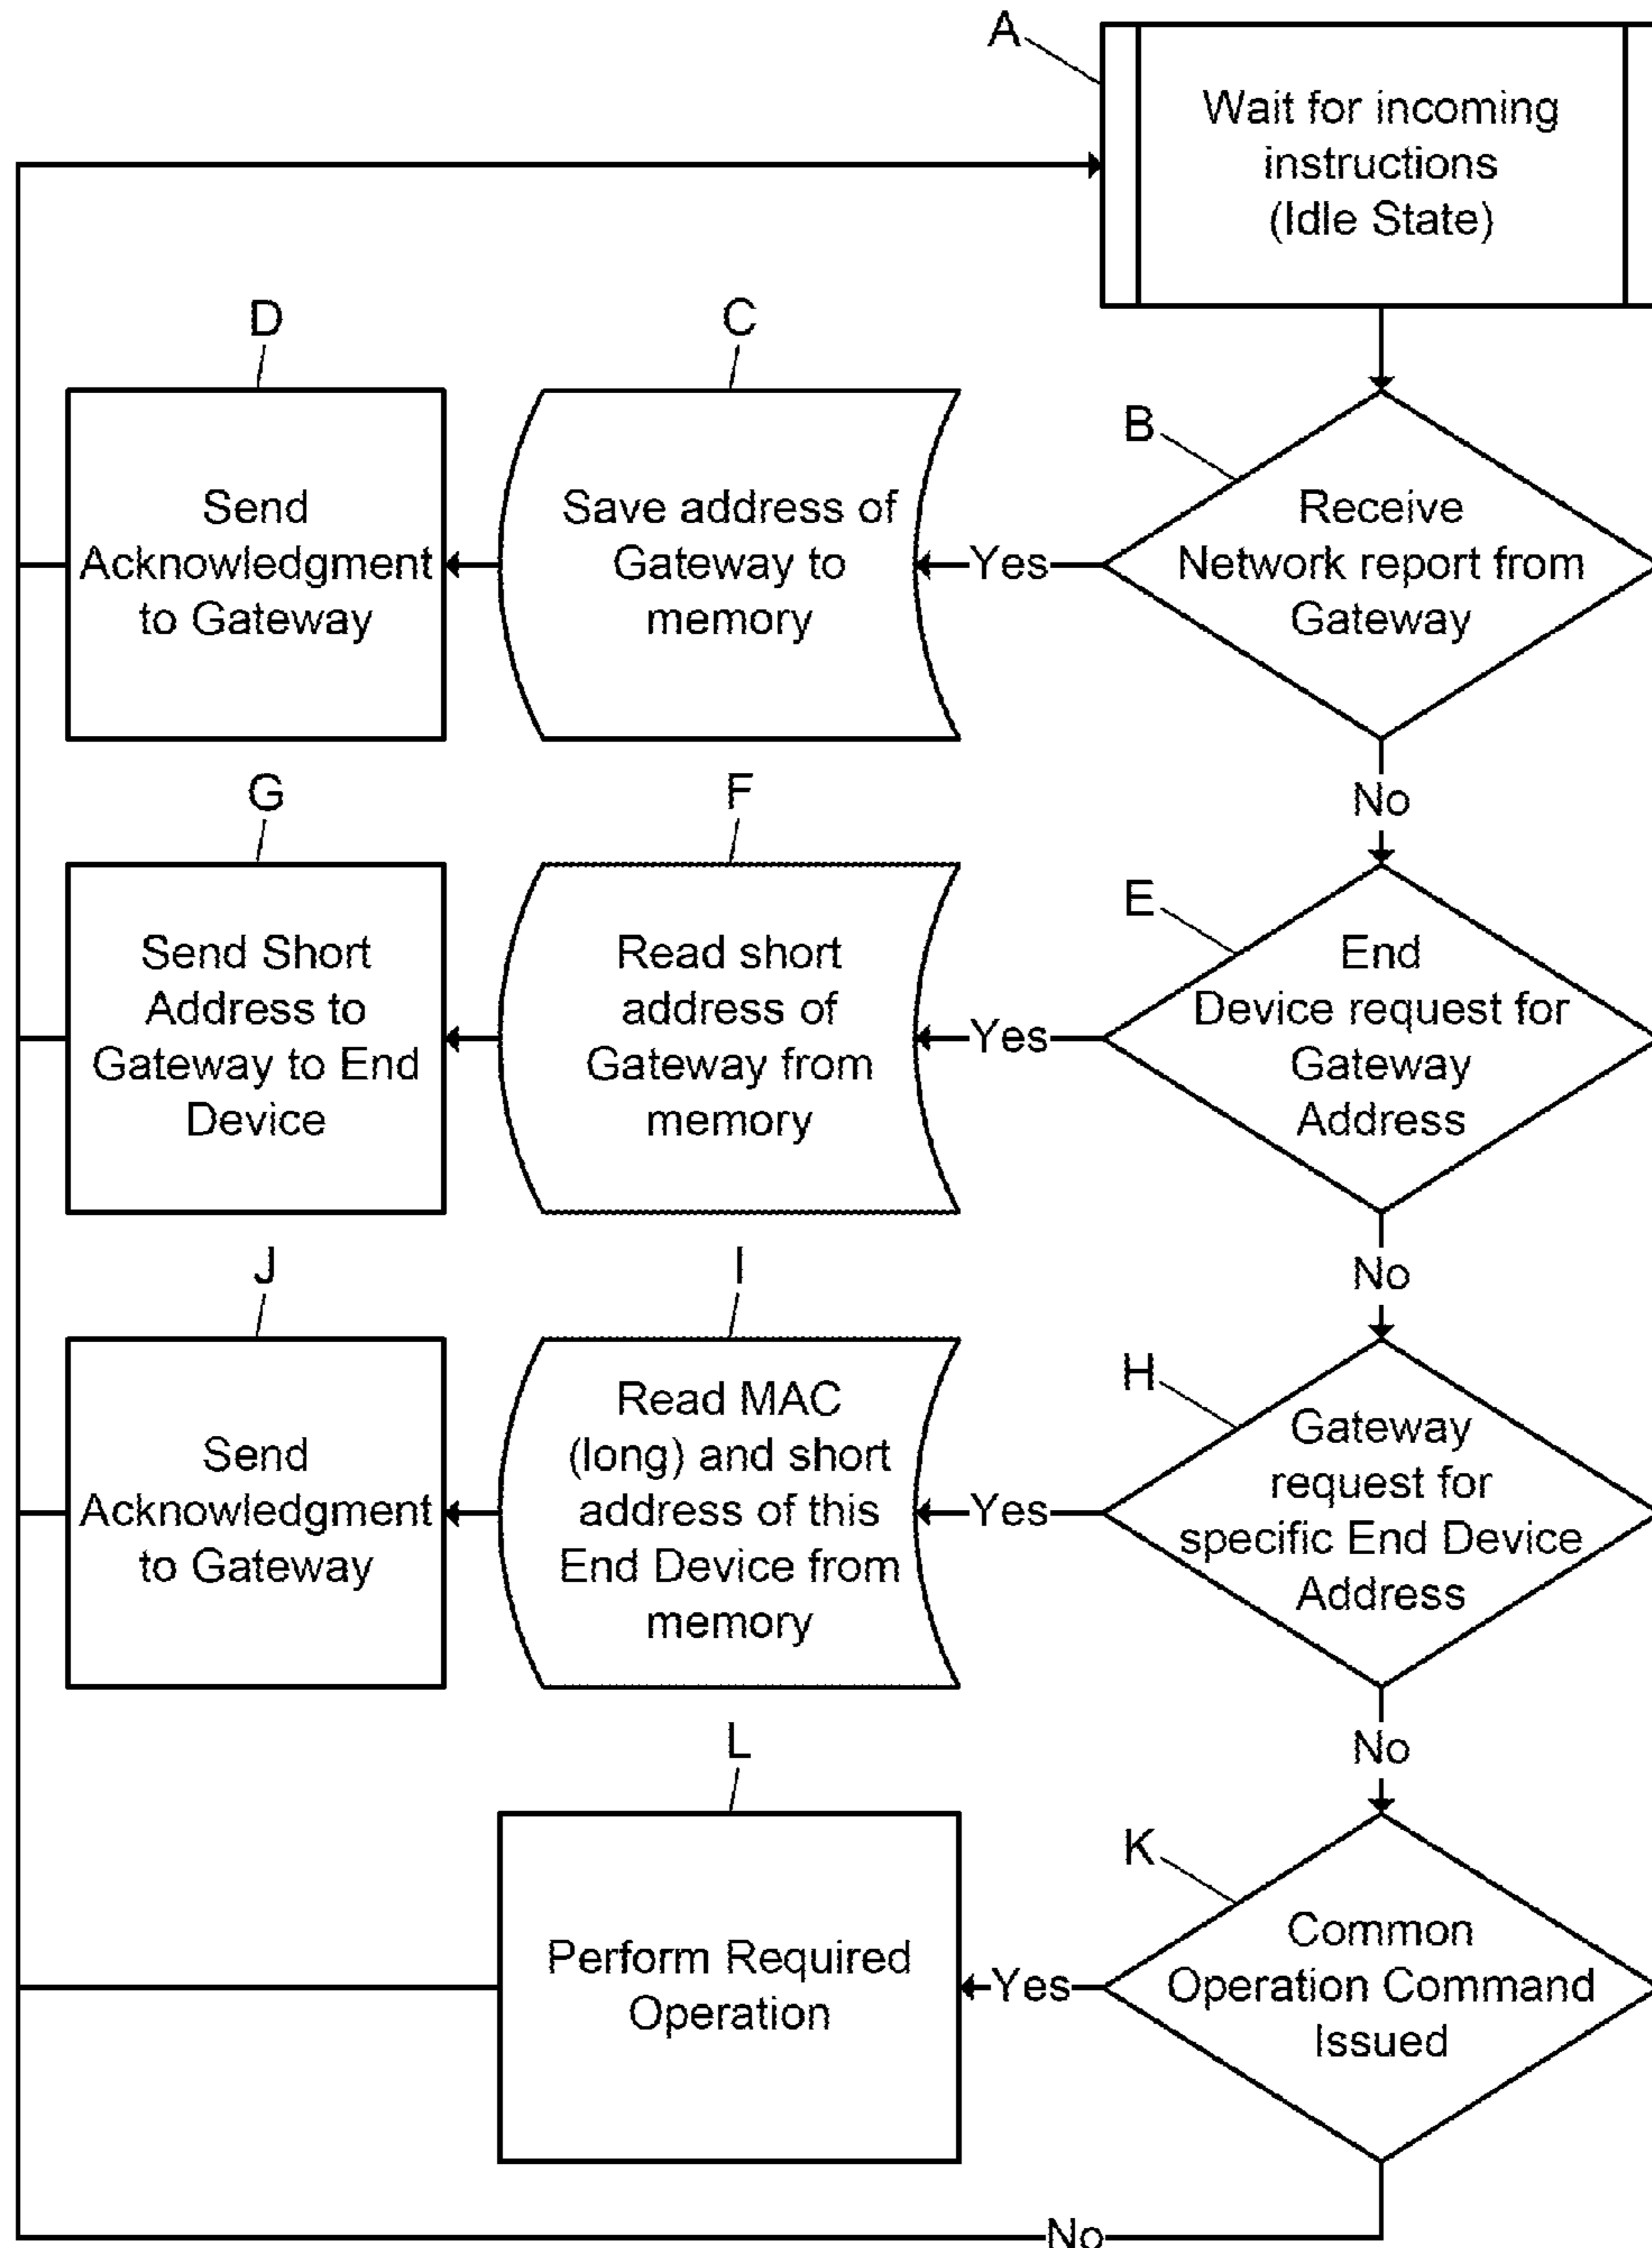 A
Wait for incoming
instructions
(Idle State)
D
C
B
Send
Acknowledgment
to Gateway
Save address of
Gateway to
memory
Yes
Receive
Network report from
Gateway
No
G
F
E
Send Short
Address to
Gateway to End
Device
Read short
address of
Gateway from
memory
Yes
End
Device request for
Gateway
Address
No
J
I
H
Send
Acknowledgment
to Gateway
Read MAC
(long) and short
address of this
End Device from
memory
Yes
Gateway
request for
specific End Device
Address
No
L
K
Perform Required
Operation
Yes
Common
Operation Command
Issued
No